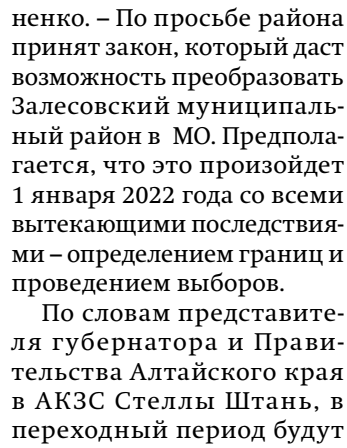 ненко. – По просьбе района
принят закон, который даст
возможность преобразовать
Залесовский муниципаль-
ный район в МО. Предпола-
гается, что это произойдет
1 января 2022 года со всеми
вытекающими последствия-
ми – определением границ и
проведением выборов.
По словам представите-
ля губернатора и Прави-
тельства Алтайского края
в АКЗС Стеллы Штань, в
переходный период будут